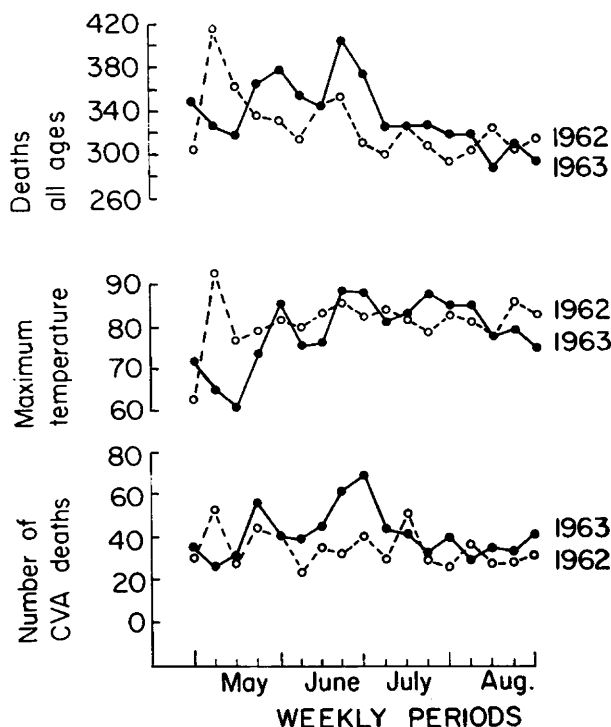 420
380
340
300
260
Deaths
all ages
1962
1963
90
80
70
60
Maximum
temperature
1962
1963
80
60
40
20
0
Number of
CVA deaths
1963
1962
May June July Aug.
WEEKLY PERIODS